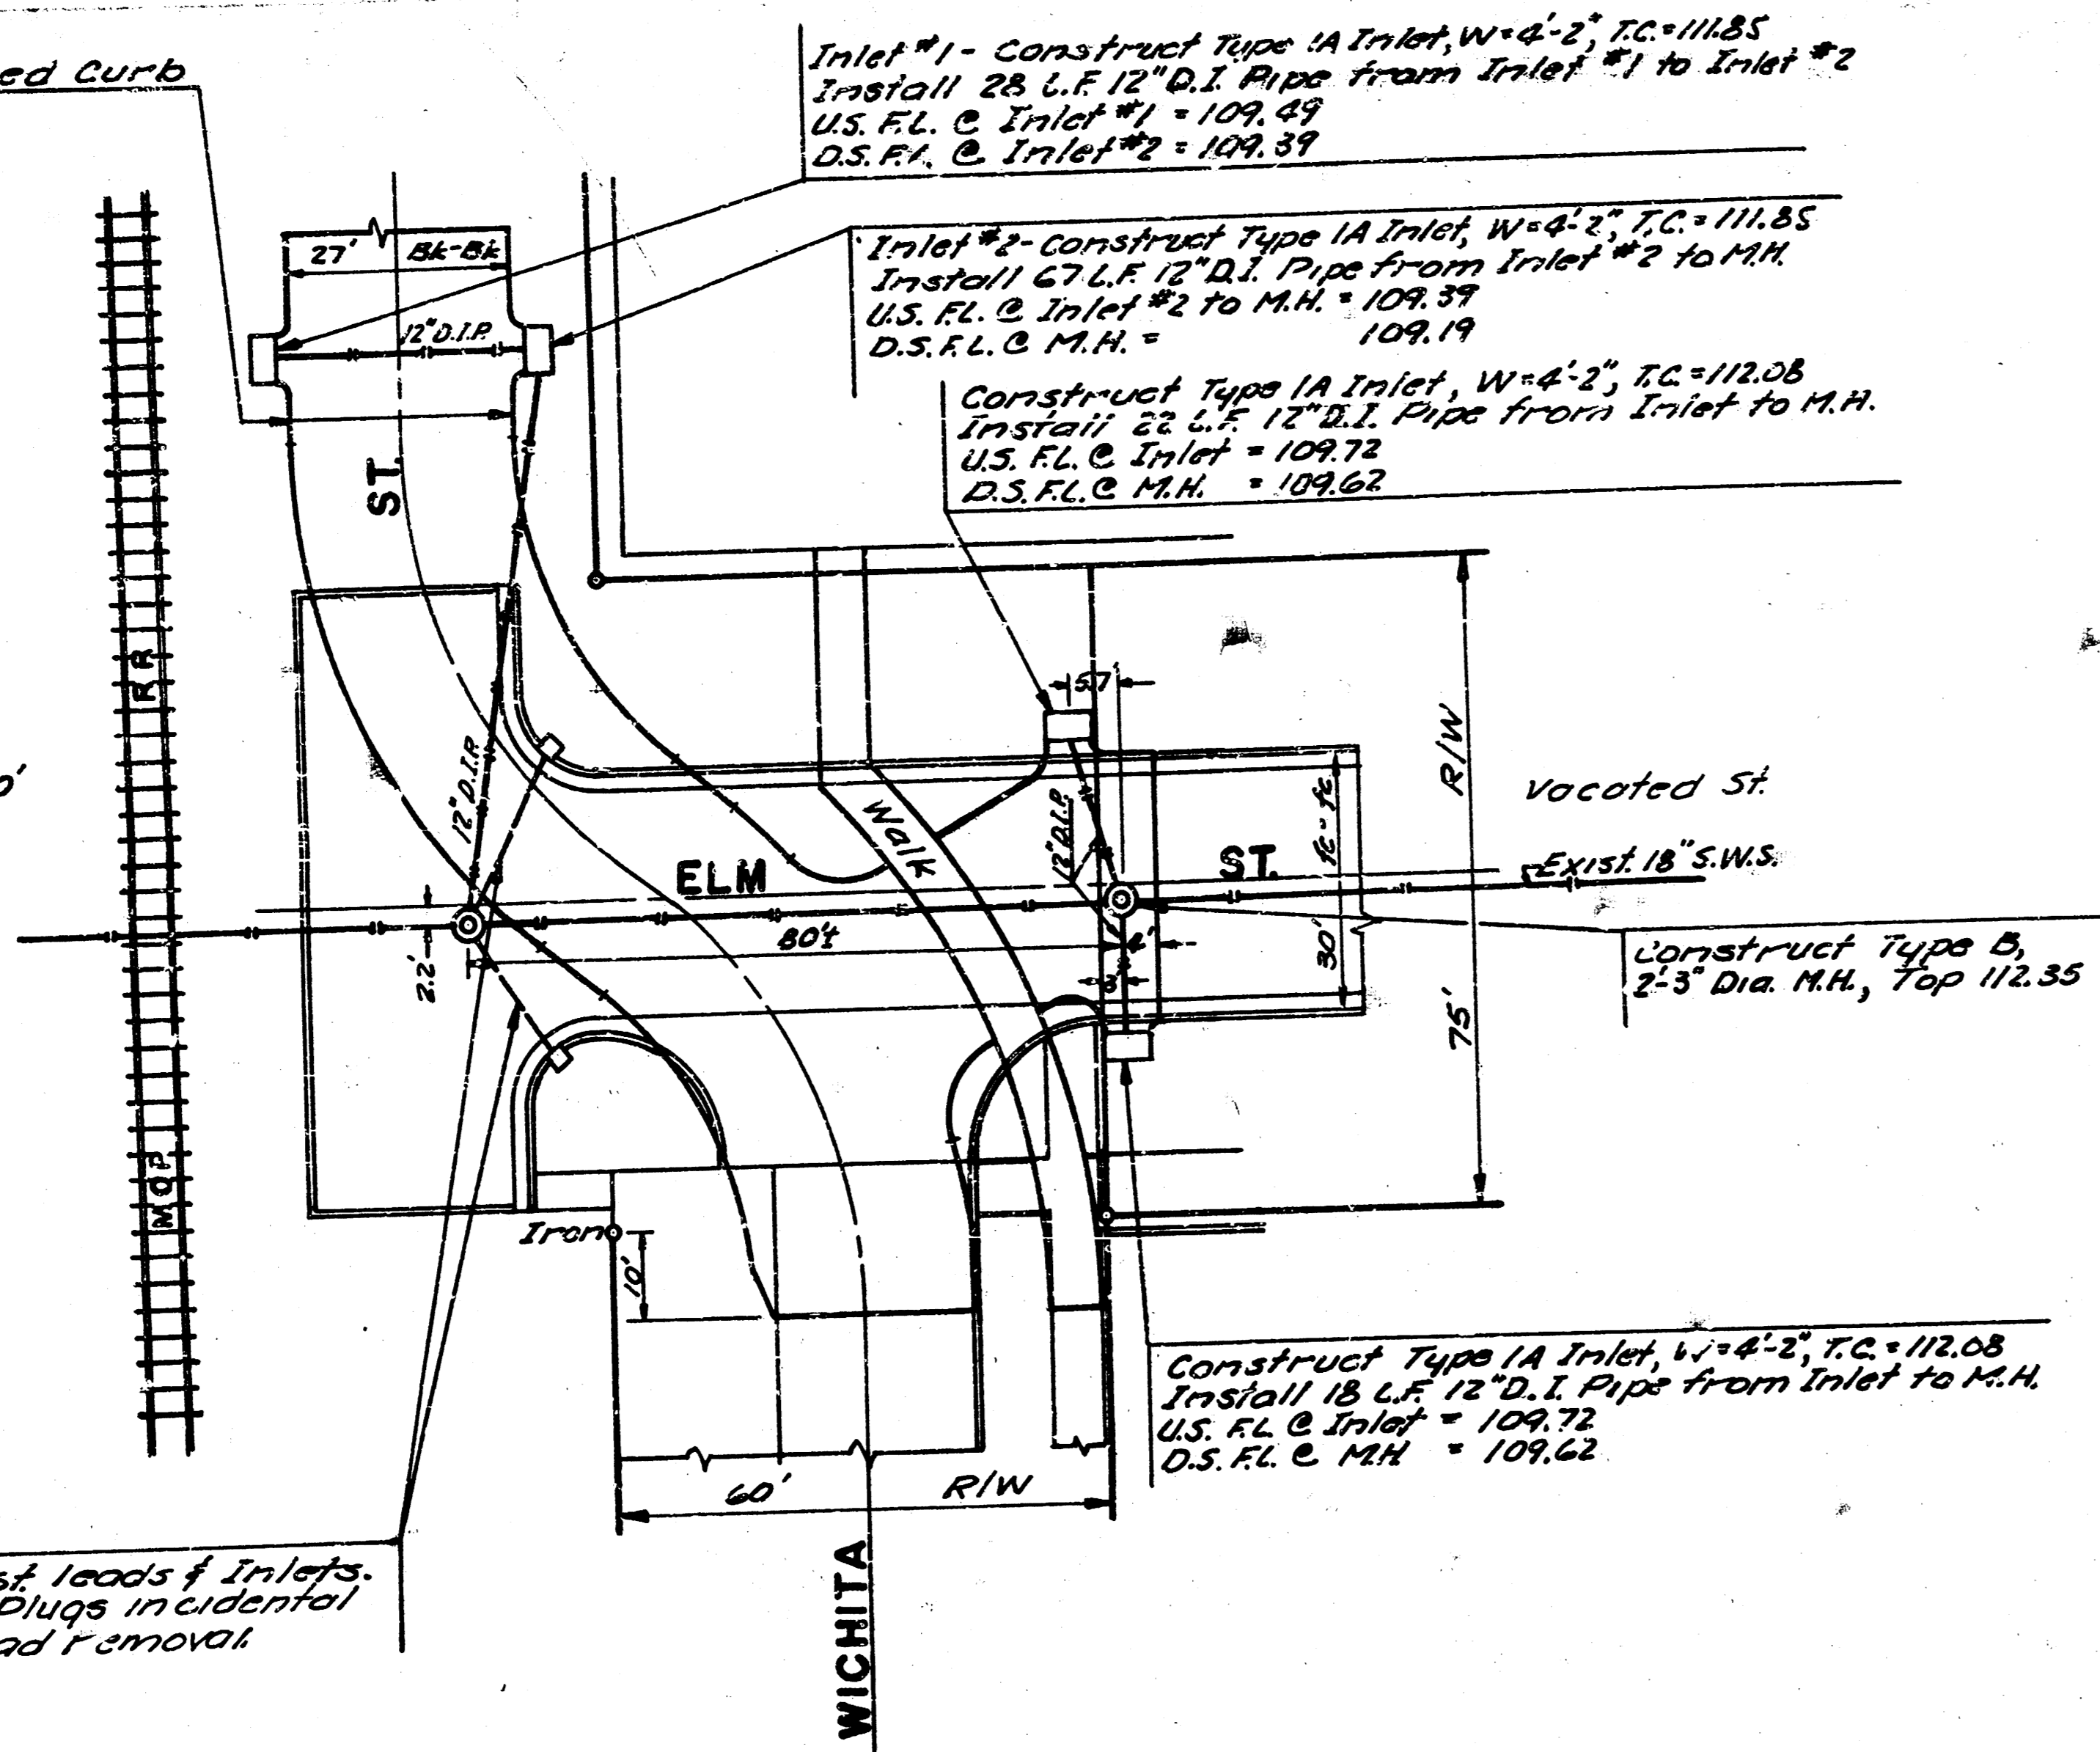 ed Curb
Inlet #1 - Construct Type 1A Inlet, W=4'-2", T.C.=111.85
Install 28 L.F. 12" D.I. Pipe from Inlet #1 to Inlet #2
U.S. F.L. @ Inlet #1 = 109.49
D.S. F.L. @ Inlet #2 = 109.39
Inlet #2 - Construct Type 1A Inlet, W=4'-2", T.C.=111.85
Install 67 L.F. 12" D.I. Pipe from Inlet #2 to M.H.
U.S. F.L. @ Inlet #2 to M.H. = 109.39
D.S. F.L. @ M.H. = 109.19
Construct Type 1A Inlet, W=4'-2", T.C.=112.08
Install 22 L.F. 12" D.I. Pipe from Inlet to M.H.
U.S. F.L. @ Inlet = 109.72
D.S. F.L. @ M.H. = 109.62
27' Bk-Bk
12" D.I.P.
ST.
RR
5.7
R/W
Vacated St.
12" D.I.P.
Walk
12" D.I.P.
fc-fc
ELM
ST.
Exist. 18" S.W.S.
80'±
4'
30'
2.2'
3'
Construct Type B,
2'-3" Dia. M.H., Top 112.35
75'
MOP
Iron
10'
Construct Type 1A Inlet, W=4'-2", T.C.=112.08
Install 18 L.F. 12" D.I. Pipe from Inlet to M.H.
U.S. F.L. @ Inlet = 109.72
D.S. F.L. @ M.H = 109.62
60' R/W
WICHITA
st. leads & Inlets.
Plugs incidental
ad removal.